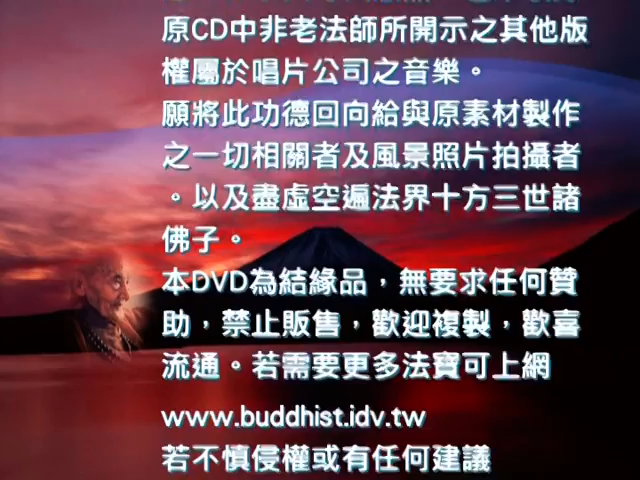 原CD中非老法師所開示之其他版
權屬於唱片公司之音樂。
願將此功德回向給與原素材製作
之一切相關者及風景照片拍攝者
。以及盡虛空遍法界十方三世諸
佛子。
本DVD為結緣品，無要求任何贊
助，禁止販售，歡迎複製，歡喜
流通。若需要更多法寶可上網
www.buddhist.idv.tw
若不慎侵權或有任何建議